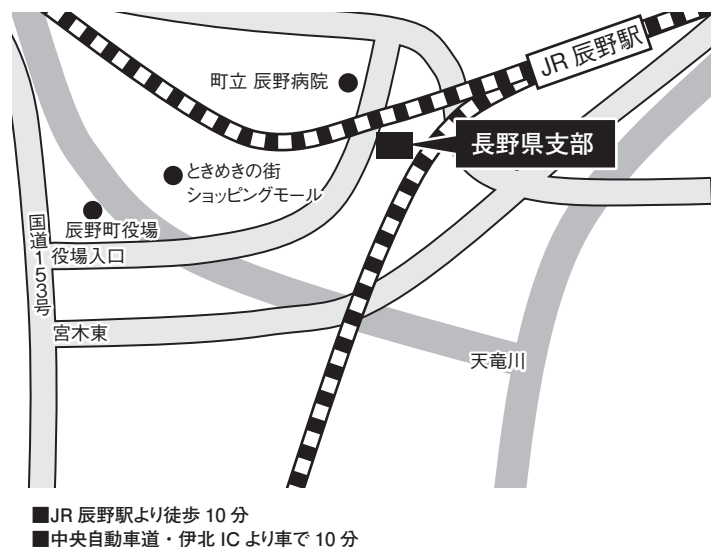 JR 辰野駅
町立 辰野病院
長野県支部
ときめきの街
ショッピングモール
辰野町役場
国道153号
役場入口
宮木東
天竜川
■JR 辰野駅より徒歩 10 分
■中央自動車道・伊北 IC より車で 10 分